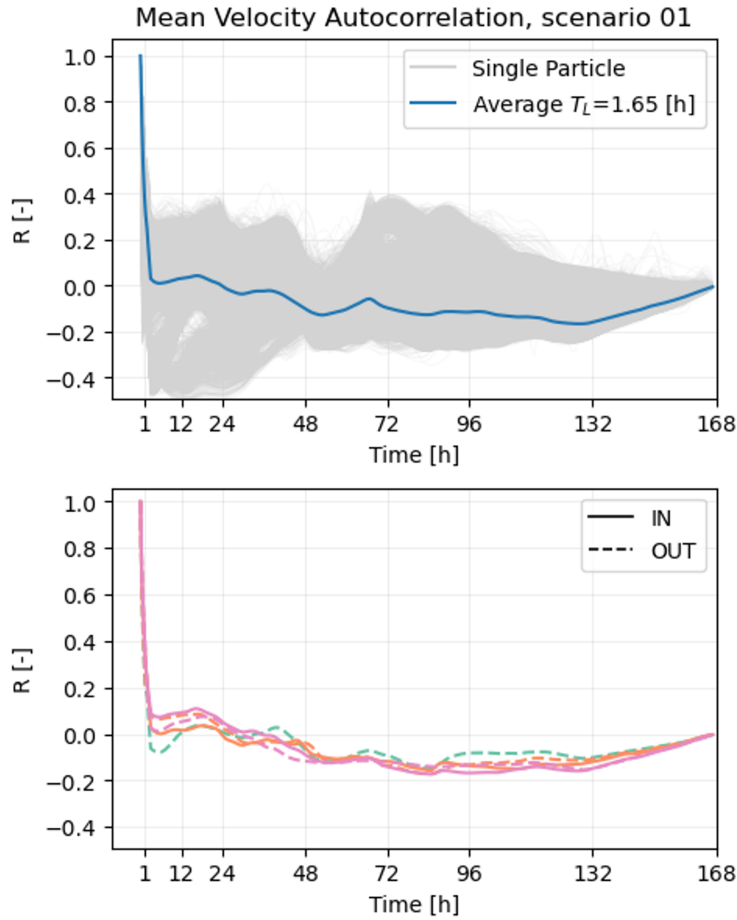 Mean Velocity Autocorrelation, scenario 01
Single Particle
Average T_L=1.65 [h]
R [-]
1.0
0.8
0.6
0.4
0.2
0.0
−0.2
−0.4
1 12 24 48 72 96 132 168
Time [h]
IN
OUT
R [-]
1.0
0.8
0.6
0.4
0.2
0.0
−0.2
−0.4
1 12 24 48 72 96 132 168
Time [h]